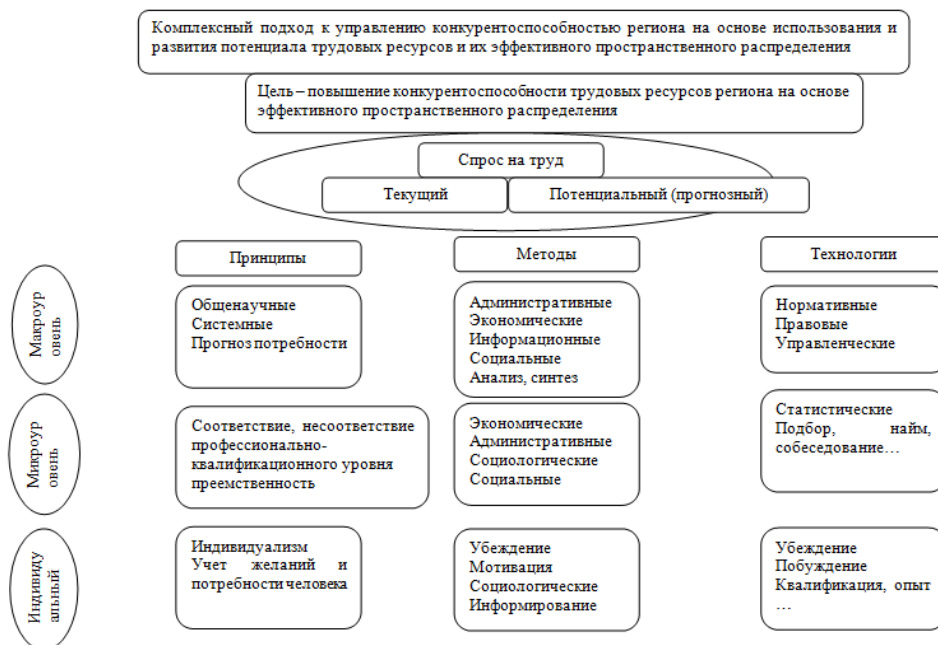 Комплексный подход к управлению конкурентоспособностью региона на основе использования и
развития потенциала трудовых ресурсов и их эффективного пространственного распределения
Цель – повышение конкурентоспособности трудовых ресурсов региона на основе
эффективного пространственного распределения
Спрос на труд
Текущий
Потенциальный (прогнозный)
Принципы
Методы
Технологии
Макроур
овень
Общенаучные
Системные
Прогноз потребности
Административные
Экономические
Информационные
Социальные
Анализ, синтез
Нормативные
Правовые
Управленческие
Микроур
овень
Соответствие, несоответствие
профессионально-
квалификационного уровня
преемственность
Экономические
Административные
Социологические
Социальные
Статистические
Подбор, найм,
собеседование…
Индивиду
альный
Индивидуализм
Учет желаний и
потребности человека
Убеждение
Мотивация
Социологические
Информирование
Убеждение
Побуждение
Квалификация, опыт
…